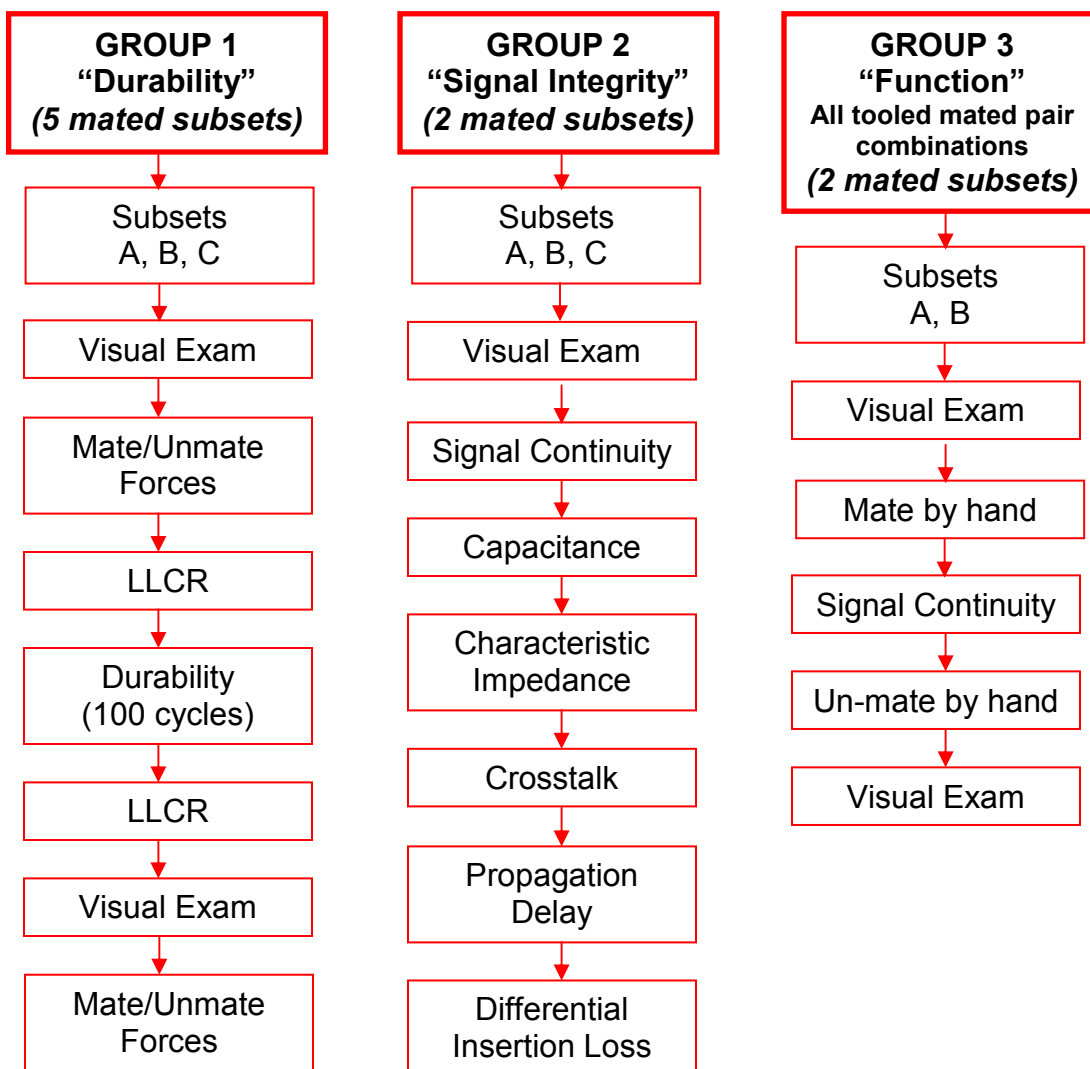 GROUP 1
“Durability”
(5 mated subsets)
Subsets
A, B, C
Visual Exam
Mate/Unmate
Forces
LLCR
Durability
(100 cycles)
LLCR
Visual Exam
Mate/Unmate
Forces
GROUP 2
“Signal Integrity”
(2 mated subsets)
Subsets
A, B, C
Visual Exam
Signal Continuity
Capacitance
Characteristic
Impedance
Crosstalk
Propagation
Delay
Differential
Insertion Loss
GROUP 3
“Function”
All tooled mated pair
combinations
(2 mated subsets)
Subsets
A, B
Visual Exam
Mate by hand
Signal Continuity
Un-mate by hand
Visual Exam